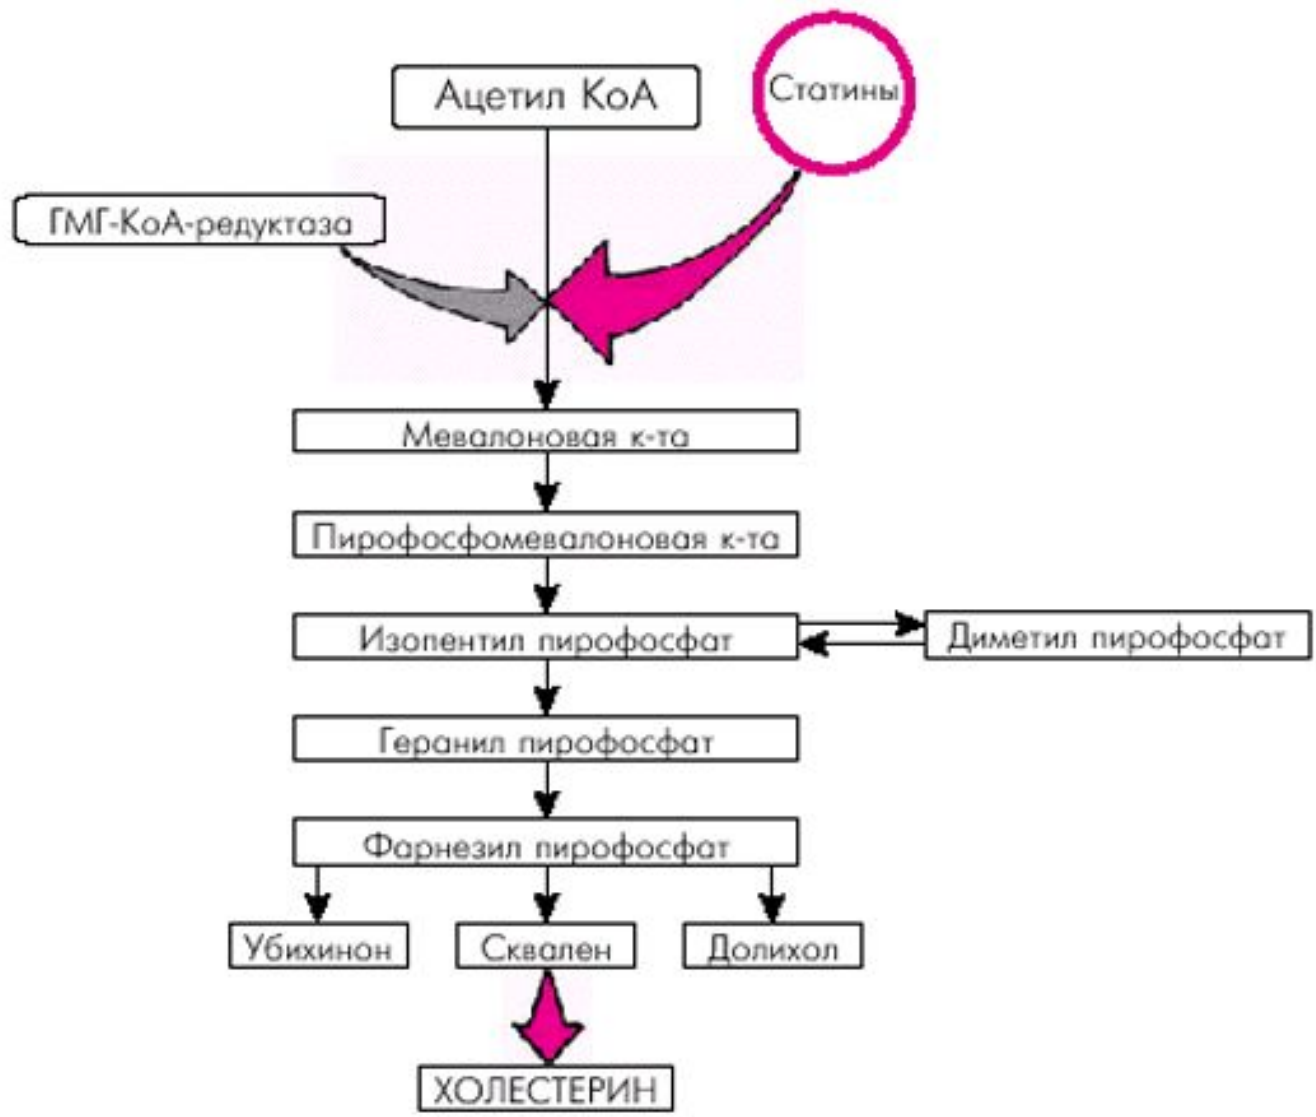 Ацетил КоА
Статины
ГМГ-КоА-редуктаза
Мевалоновая к-та
Пирофосфомевалоновая к-та
Изопентил пирофосфат
Диметил пирофосфат
Геранил пирофосфат
Фарнезил пирофосфат
Убихинон
Сквален
Долихол
ХОЛЕСТЕРИН